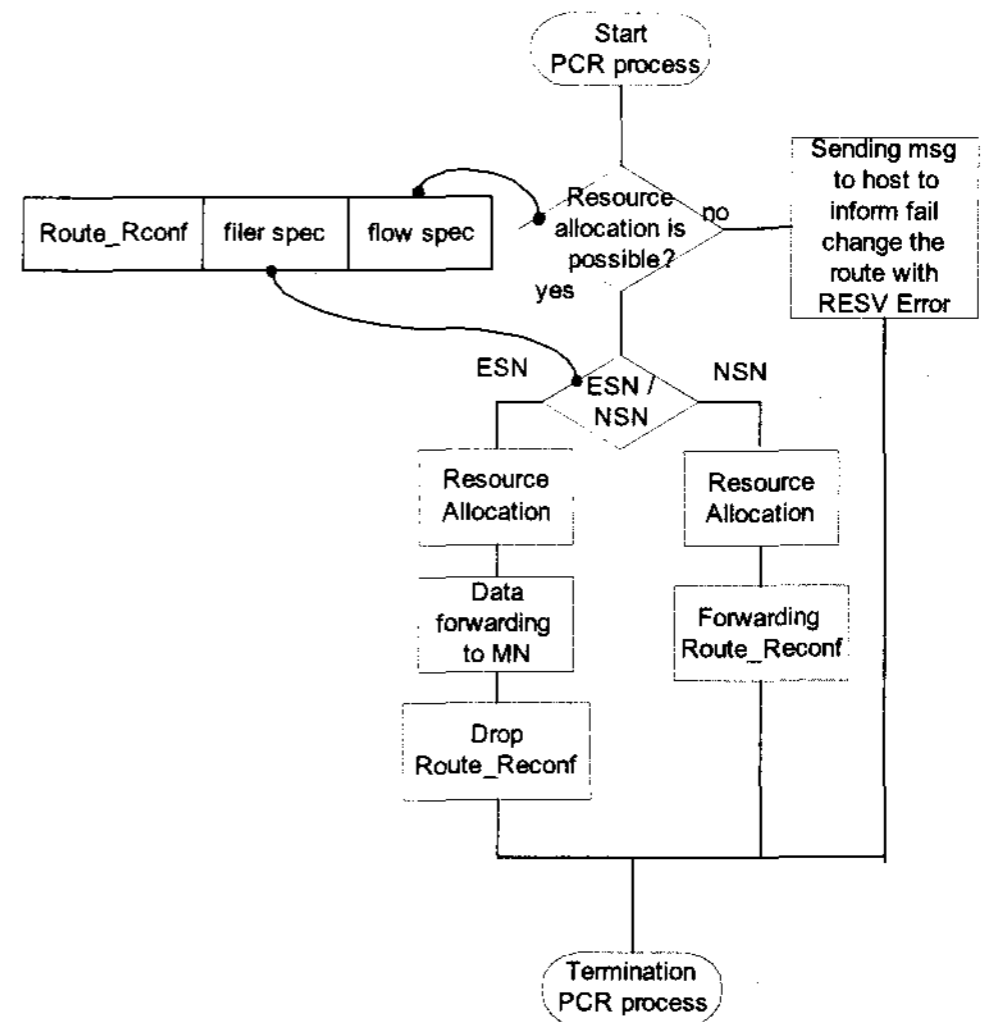 Start
PCR process
Route_Rconf
filer spec
flow spec
Resource
allocation is
possible?
no
yes
Sending msg
to host to
inform fail
change the
route with
RESV Error
ESN
ESN /
NSN
NSN
Resource
Allocation
Data
forwarding
to MN
Drop
Route_Reconf
Resource
Allocation
Forwarding
Route_Reconf
Termination
PCR process